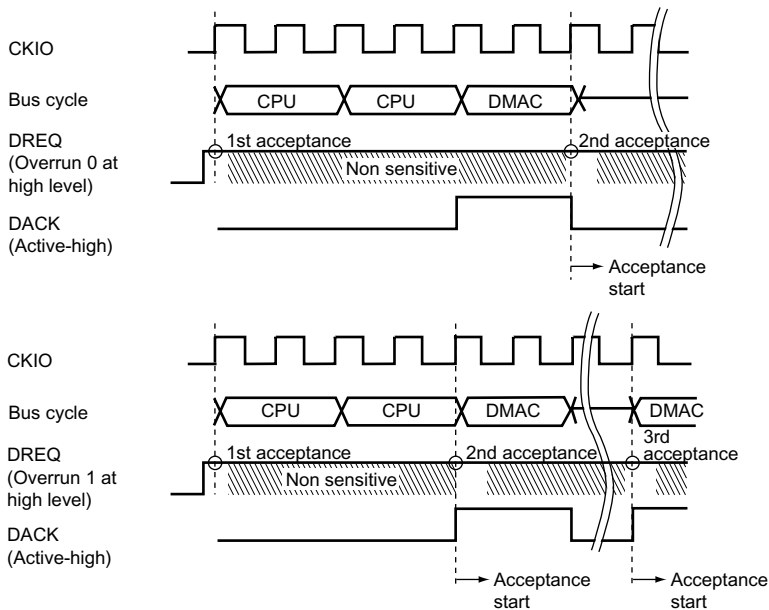 CKIO
Bus cycle
CPU
CPU
DMAC
DREQ
(Overrun 0 at
high level)
1st acceptance
2nd acceptance
Non sensitive
DACK
(Active-high)
Acceptance
start
CKIO
Bus cycle
CPU
CPU
DMAC
DMAC
DREQ
(Overrun 1 at
high level)
1st acceptance
2nd acceptance
3rd
acceptance
Non sensitive
DACK
(Active-high)
Acceptance
start
Acceptance
start